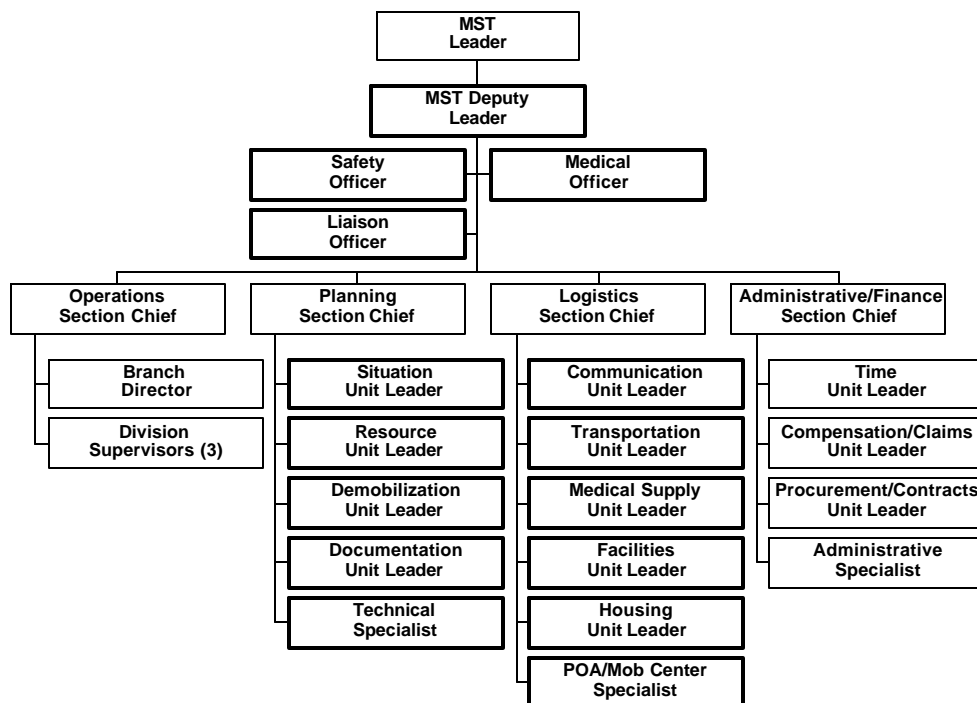 MST
Leader
MST Deputy
Leader
Safety
Officer
Medical
Officer
Liaison
Officer
Operations
Section Chief
Planning
Section Chief
Logistics
Section Chief
Administrative/Finance
Section Chief
Branch
Director
Division
Supervisors (3)
Situation
Unit Leader
Resource
Unit Leader
Demobilization
Unit Leader
Documentation
Unit Leader
Technical
Specialist
Communication
Unit Leader
Transportation
Unit Leader
Medical Supply
Unit Leader
Facilities
Unit Leader
Housing
Unit Leader
POA/Mob Center
Specialist
Time
Unit Leader
Compensation/Claims
Unit Leader
Procurement/Contracts
Unit Leader
Administrative
Specialist